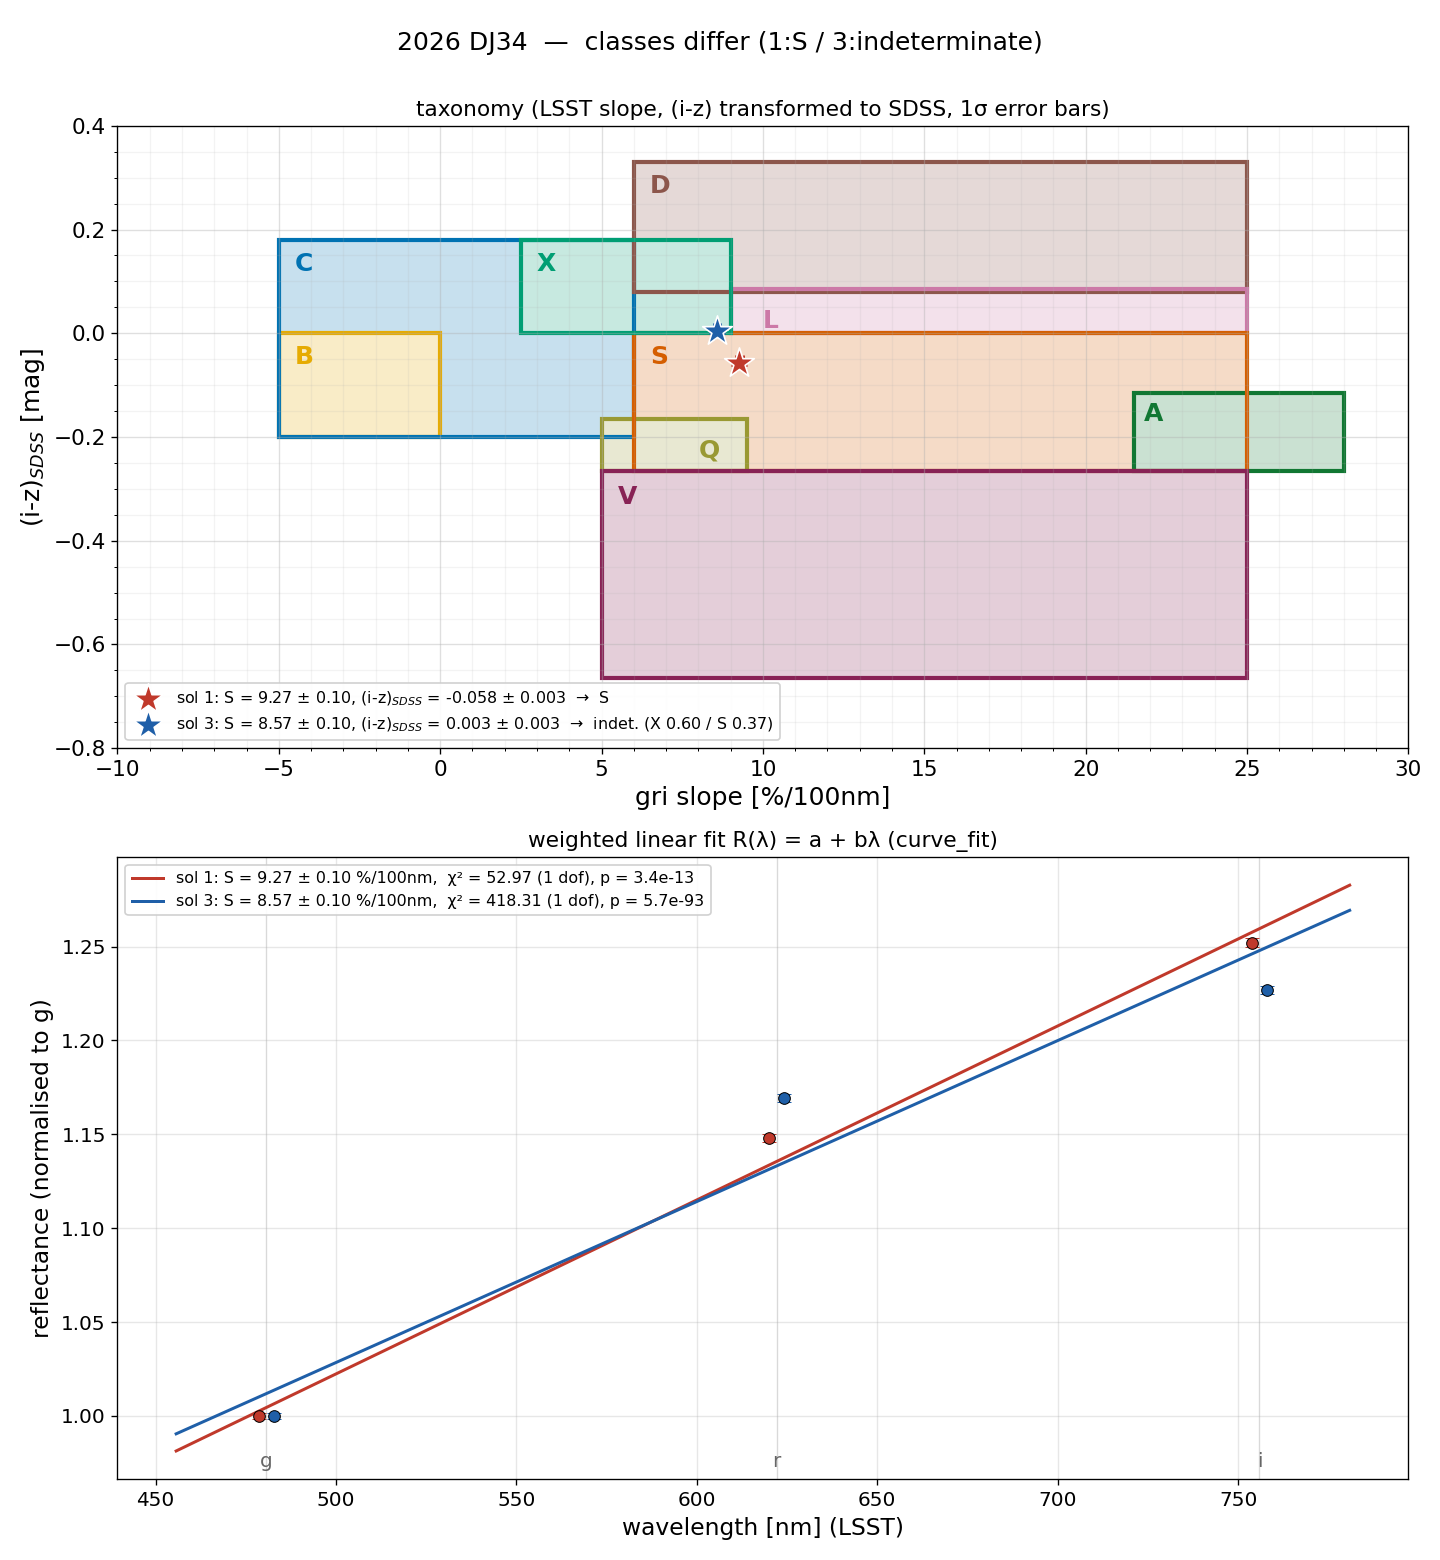 2026 DJ34 — classes differ (1:S / 3:indeterminate)
taxonomy (LSST slope, (i-z) transformed to SDSS, 1σ error bars)
(i-z)SDSS [mag]
0.4
0.2
0.0
−0.2
−0.4
−0.6
−0.8
D
C
X
L
B
S
A
Q
V
sol 1: S = 9.27 ± 0.10, (i-z)SDSS = -0.058 ± 0.003 → S
sol 3: S = 8.57 ± 0.10, (i-z)SDSS = 0.003 ± 0.003 → indet. (X 0.60 / S 0.37)
−10 −5 0 5 10 15 20 25 30
gri slope [%/100nm]
weighted linear fit R(λ) = a + bλ (curve_fit)
sol 1: S = 9.27 ± 0.10 %/100nm, χ² = 52.97 (1 dof), p = 3.4e-13
sol 3: S = 8.57 ± 0.10 %/100nm, χ² = 418.31 (1 dof), p = 5.7e-93
reflectance (normalised to g)
1.25
1.20
1.15
1.10
1.05
1.00
g r i
450 500 550 600 650 700 750
wavelength [nm] (LSST)